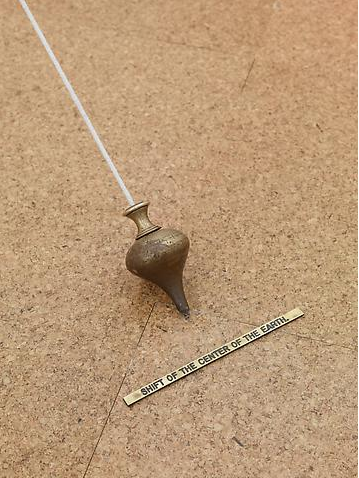 SHIFT OF THE CENTER OF THE EARTH.